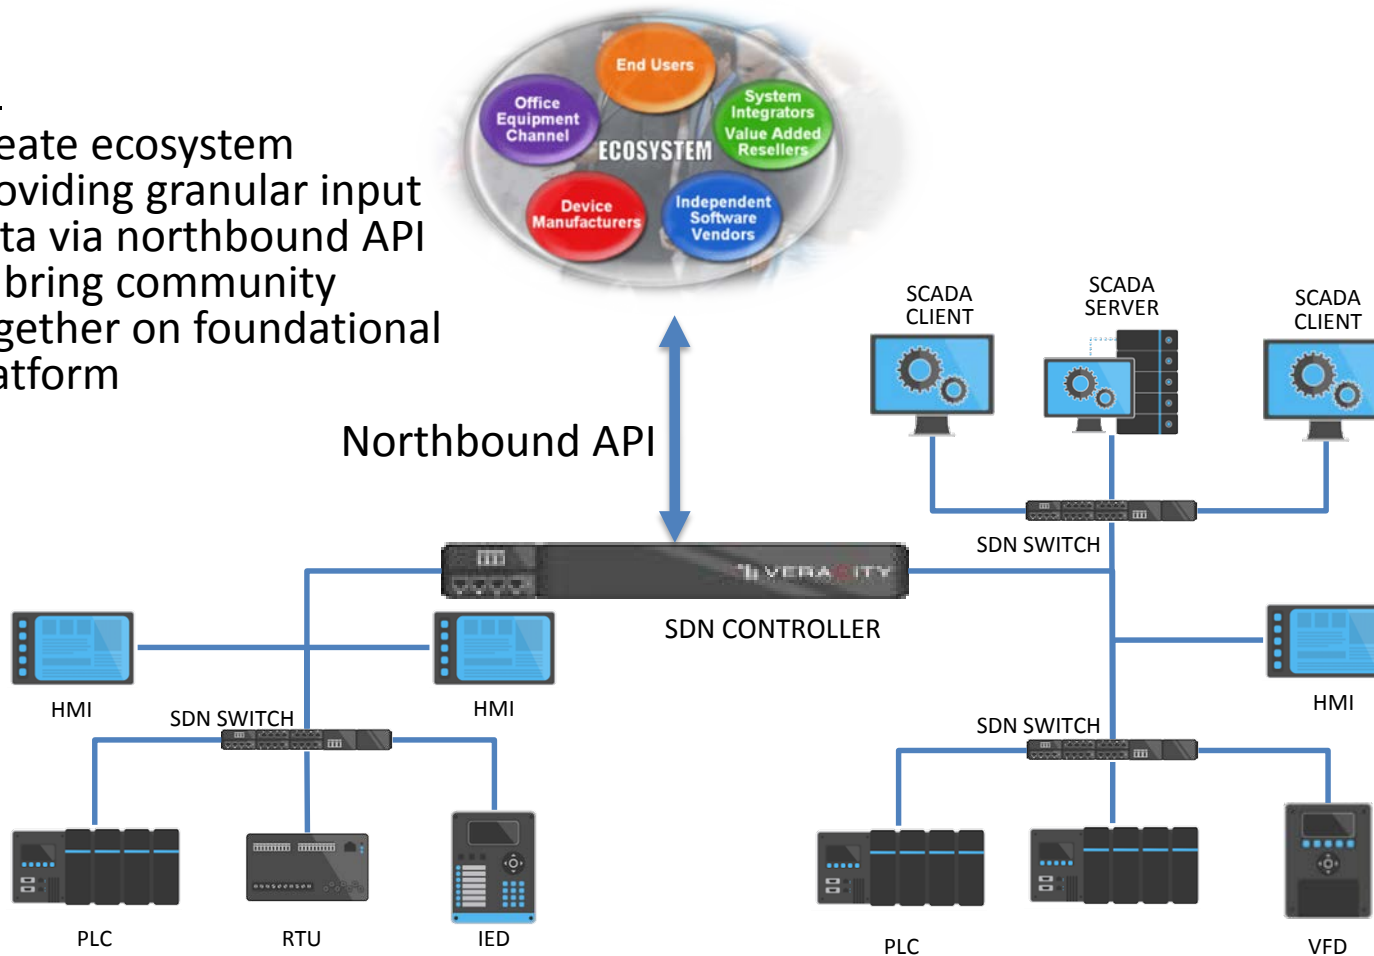 eate ecosystem
oviding granular input
ta via northbound API
bring community
gether on foundational
atform
End Users
Office
Equipment
Channel
System
Integrators
Value Added
Resellers
ECOSYSTEM
Device
Manufacturers
Independent
Software
Vendors
Northbound API
SCADA
CLIENT
SCADA
SERVER
SCADA
CLIENT
SDN SWITCH
VERACITY
SDN CONTROLLER
HMI
HMI
HMI
SDN SWITCH
SDN SWITCH
PLC
RTU
IED
PLC
VFD